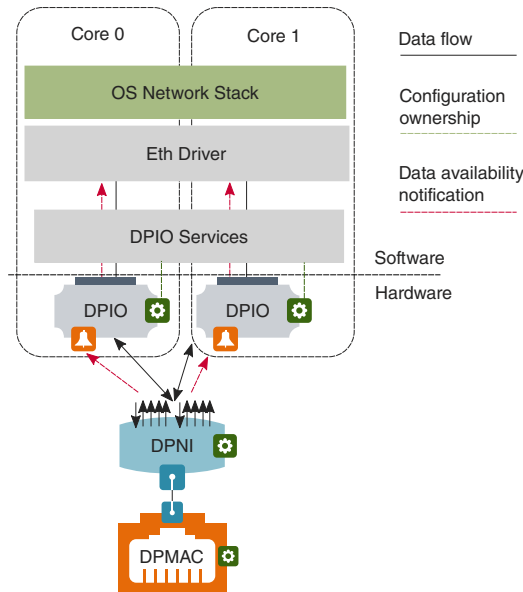 Core 0
Core 1
Data flow
OS Network Stack
Configuration
ownership
Eth Driver
Data availability
notification
DPIO Services
Software
Hardware
DPIO
DPIO
DPNI
DPMAC